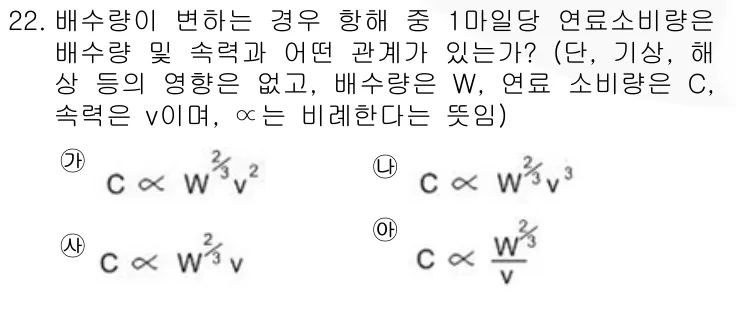 22. 배수량이 변하는 경우 항해 중 1마일당 연료소비량은
배수량 및 속력과 어떤 관계가 있는가? (단, 기상, 해
상 등의 영향은 없고, 배수량은 W, 연료 소비량은 C,
속력은 v이며, ∝는 비례한다는 뜻임)
㉮ C ∝ W^⅔ v²
㉯ C ∝ W^⅔ v³
㉴ C ∝ W^⅔ v
㉵ C ∝ W^⅔ / v